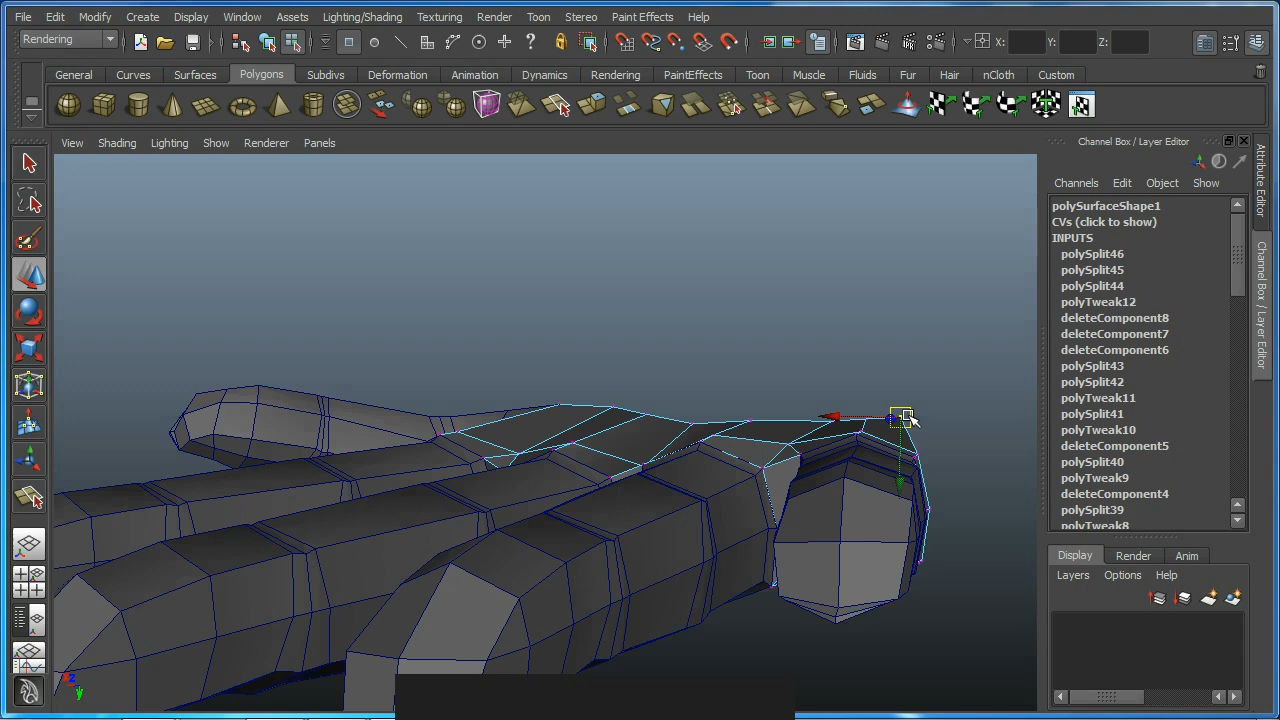 File Edit Modify Create Display Window Assets Lighting/Shading Texturing Render Toon Stereo Paint Effects Help
Rendering X: Y: Z:
General Curves Surfaces Polygons Subdivs Deformation Animation Dynamics Rendering PaintEffects Toon Muscle Fluids Fur Hair nCloth Custom
View Shading Lighting Show Renderer Panels
Channel Box / Layer Editor
Channels Edit Object Show
polySurfaceShape1
CVs (click to show)
INPUTS
polySplit46
polySplit45
polySplit44
polyTweak12
deleteComponent8
deleteComponent7
deleteComponent6
polySplit43
polySplit42
polyTweak11
polySplit41
polyTweak10
deleteComponent5
polySplit40
polyTweak9
deleteComponent4
polySplit39
polyTweak8
Display Render Anim
Layers Options Help
Attribute Editor
Channel Box / Layer Editor
z
y